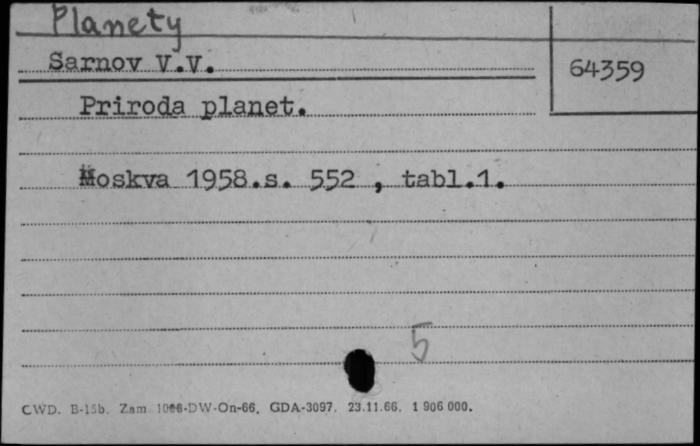 Planety
Sarnov V.V.
64359
Priroda planet.
Moskva 1958.s. 552 , tabl.1.
5
CWD. B-15b. Zam 1066-DW-On-66. GDA-3097. 23.11.66. 1 906 000.